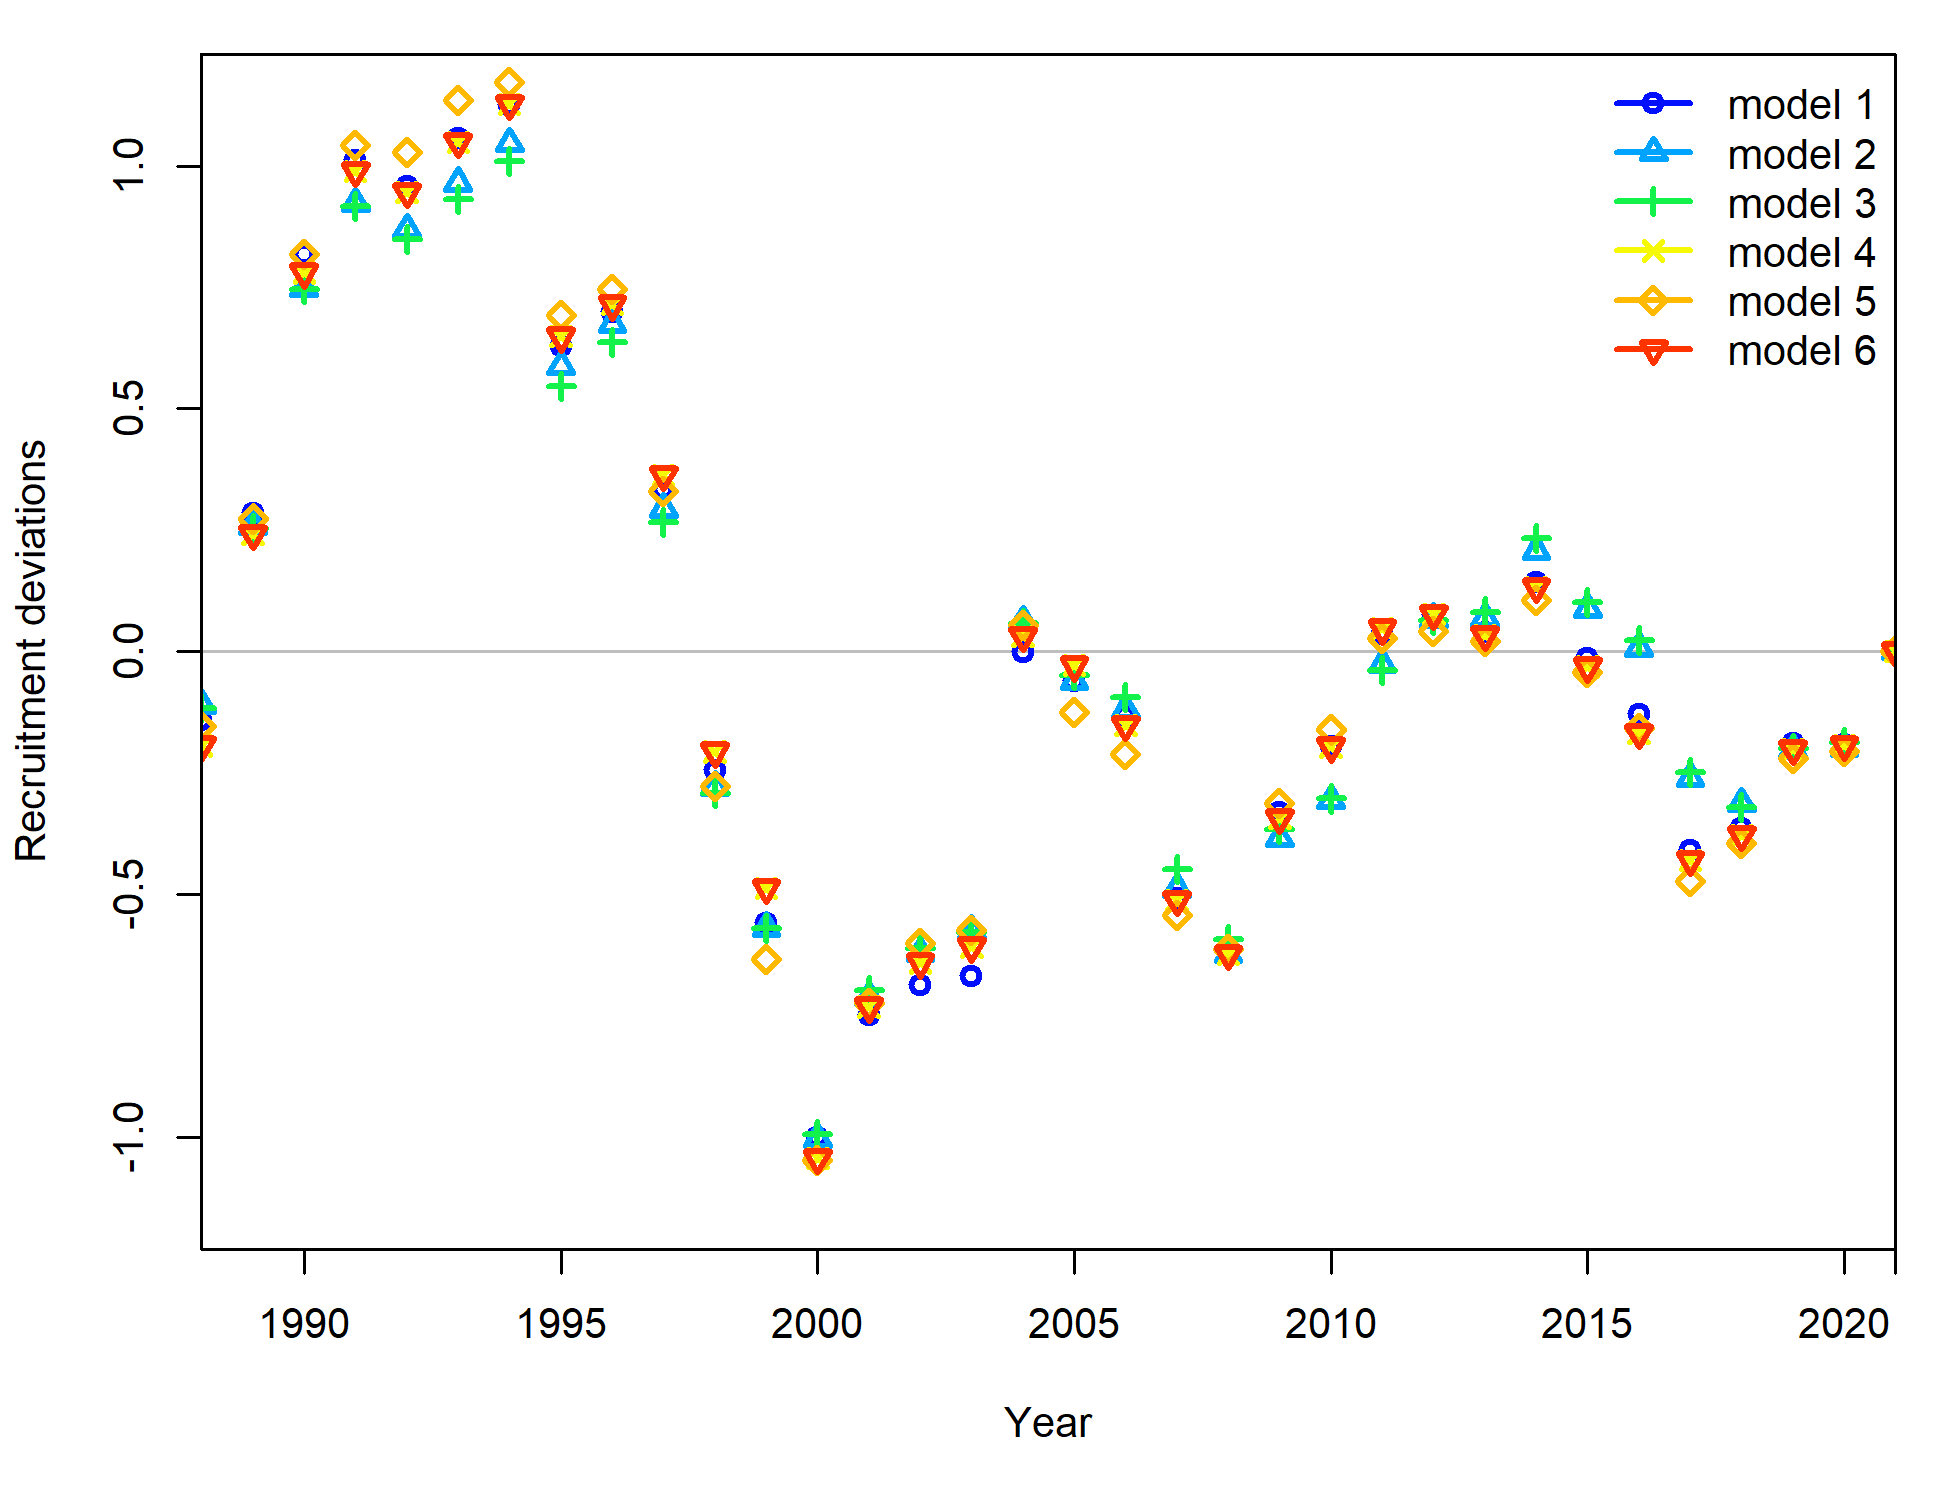 model 1
model 2
model 3
model 4
model 5
model 6
Recruitment deviations
1.0
0.5
0.0
-0.5
-1.0
1990 1995 2000 2005 2010 2015 2020
Year